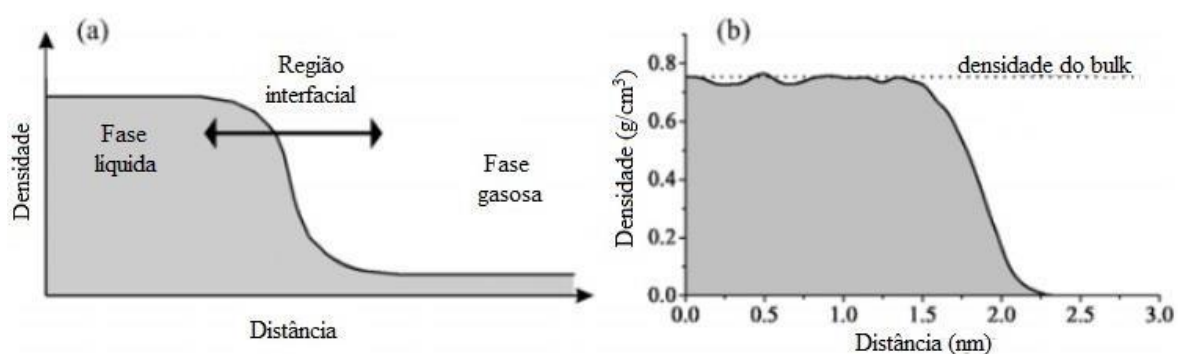 (a)
Região
interfacial
Fase
líquida
Fase
gasosa
Densidade
Distância
(b)
densidade do bulk
Densidade (g/cm³)
0.8
0.6
0.4
0.2
0.0
0.0 0.5 1.0 1.5 2.0 2.5 3.0
Distância (nm)